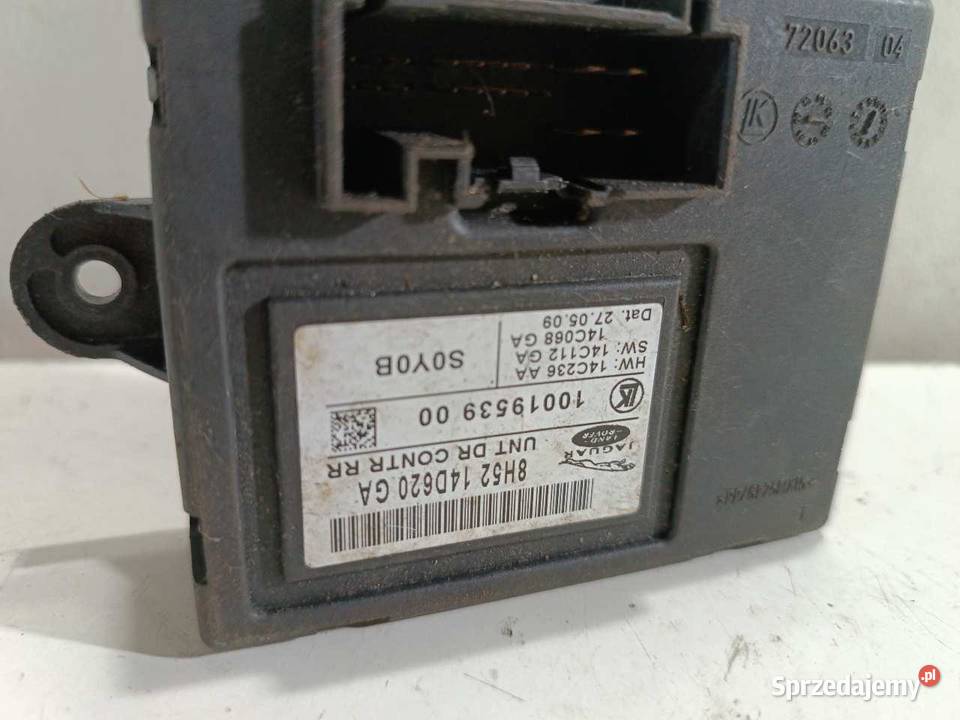 72063 04
8H52 14D620 GA
UNT DR CONTR RR
JAGUAR
LAND-
-ROVER
10019539 00
HW: 14C236 AA
SW: 14C112 GA
14C068 GA
Dat. 27.05.09
S0Y0B
Sprzedajemy.pl